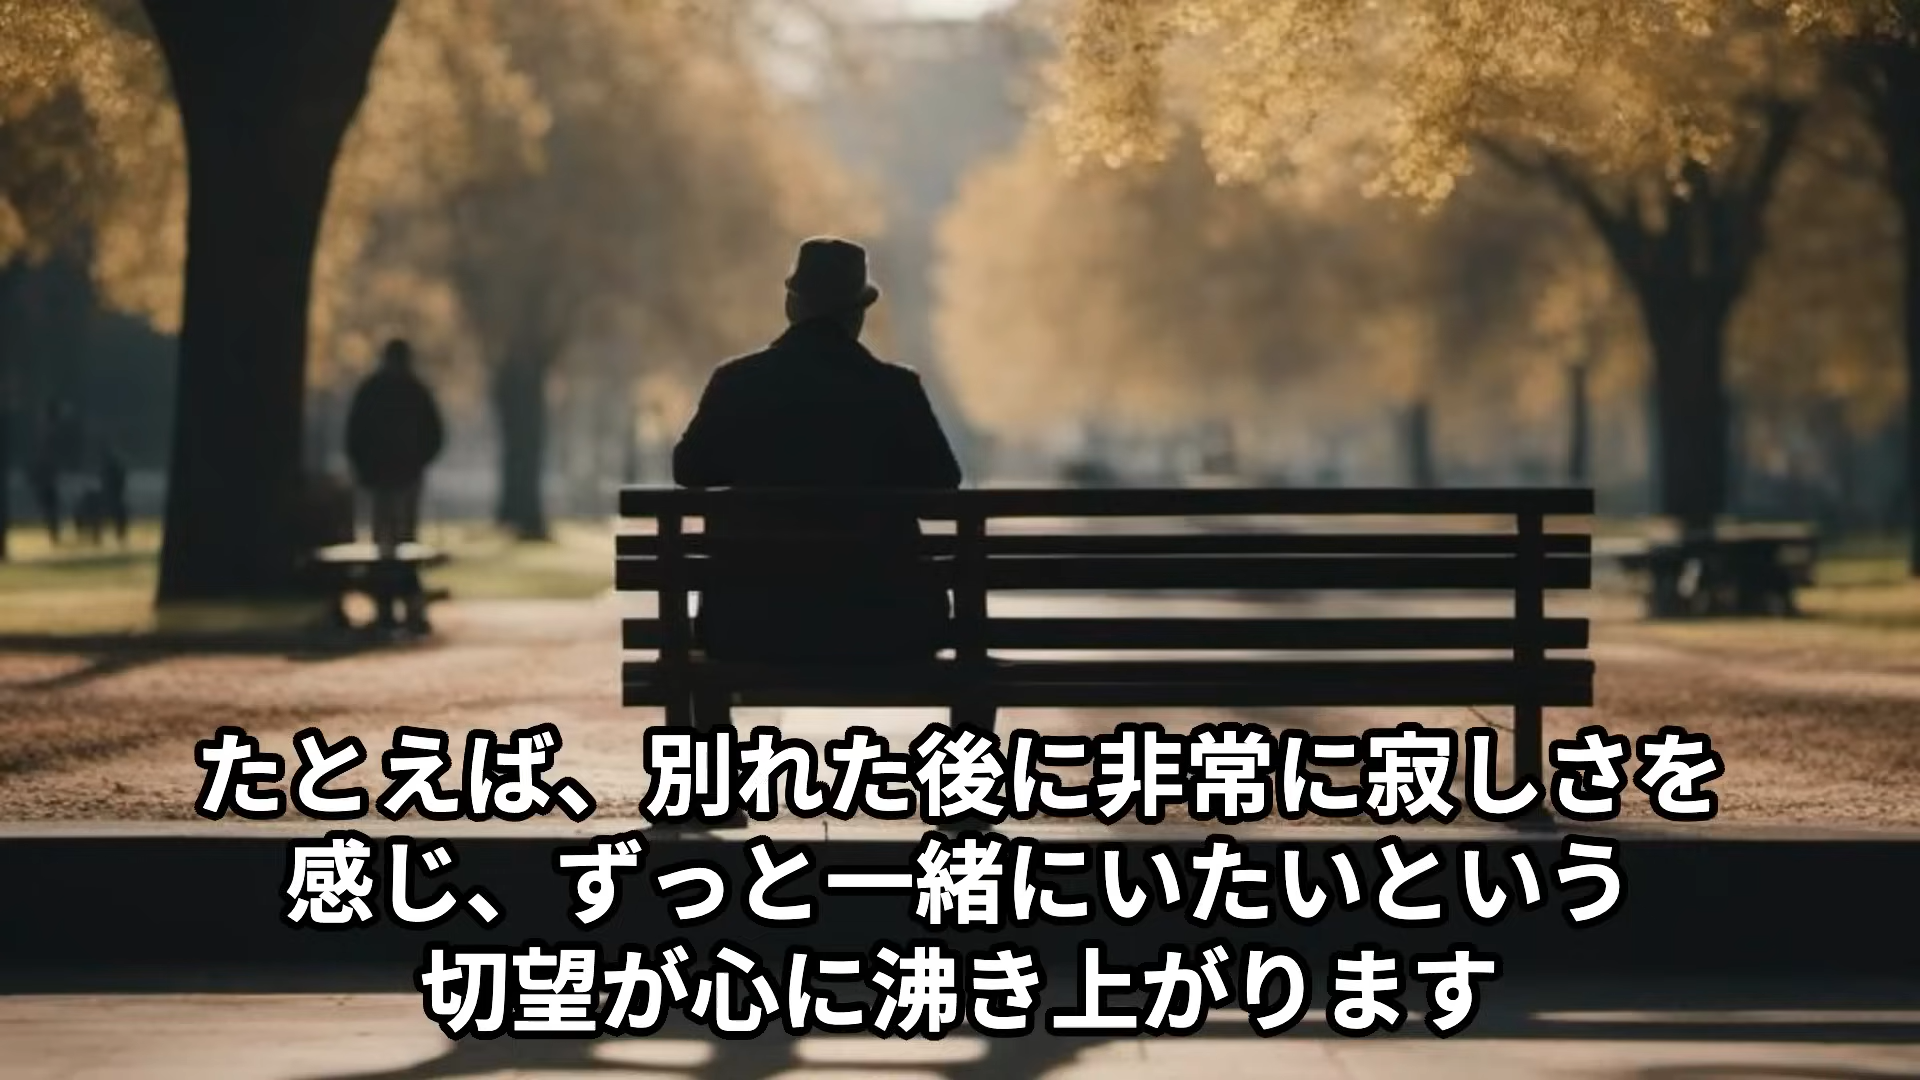 たとえば、別れた後に非常に寂しさを
感じ、ずっと一緒にいたいという
切望が心に沸き上がります